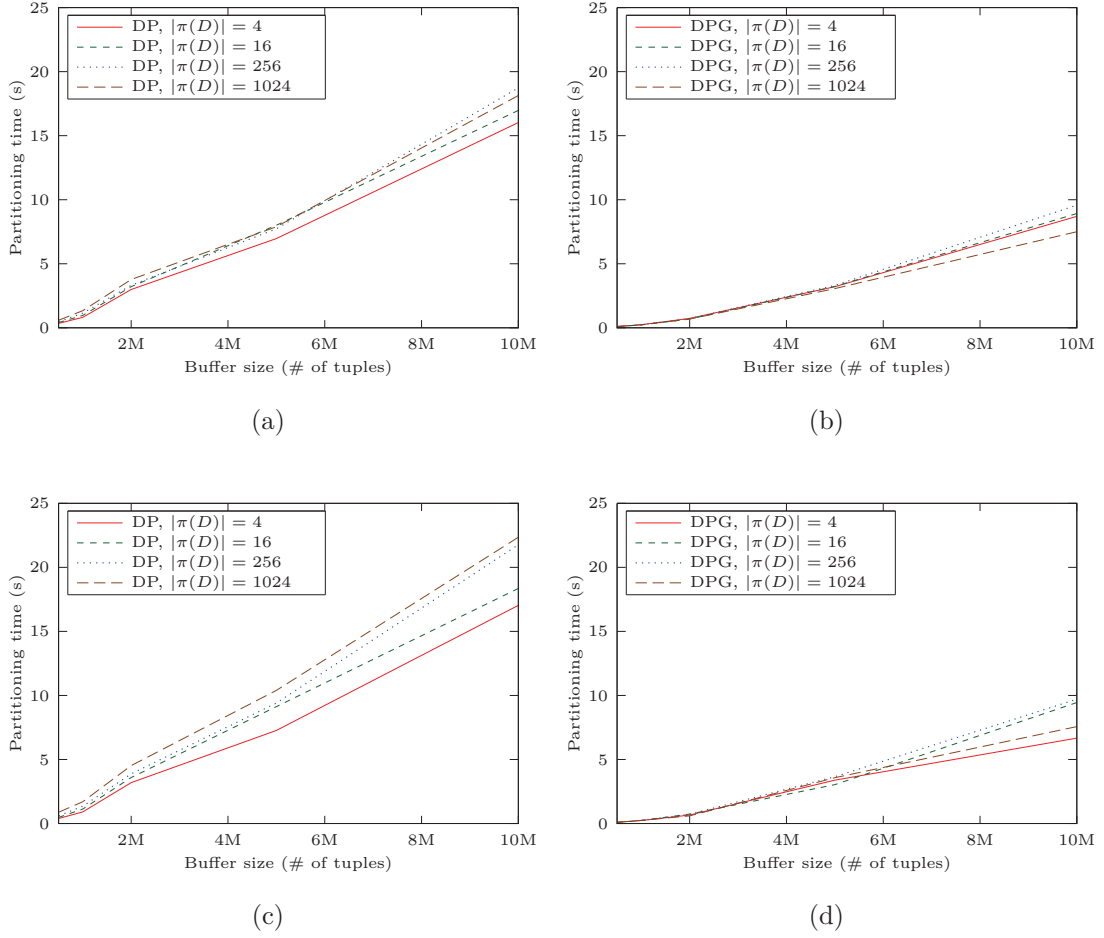 25
20
15
10
5
0
Partitioning time (s)
DP, |π(D)| = 4
DP, |π(D)| = 16
DP, |π(D)| = 256
DP, |π(D)| = 1024
2M 4M 6M 8M 10M
Buffer size (# of tuples)
(a)
25
20
15
10
5
0
Partitioning time (s)
DPG, |π(D)| = 4
DPG, |π(D)| = 16
DPG, |π(D)| = 256
DPG, |π(D)| = 1024
2M 4M 6M 8M 10M
Buffer size (# of tuples)
(b)
25
20
15
10
5
0
Partitioning time (s)
DP, |π(D)| = 4
DP, |π(D)| = 16
DP, |π(D)| = 256
DP, |π(D)| = 1024
2M 4M 6M 8M 10M
Buffer size (# of tuples)
(c)
25
20
15
10
5
0
Partitioning time (s)
DPG, |π(D)| = 4
DPG, |π(D)| = 16
DPG, |π(D)| = 256
DPG, |π(D)| = 1024
2M 4M 6M 8M 10M
Buffer size (# of tuples)
(d)